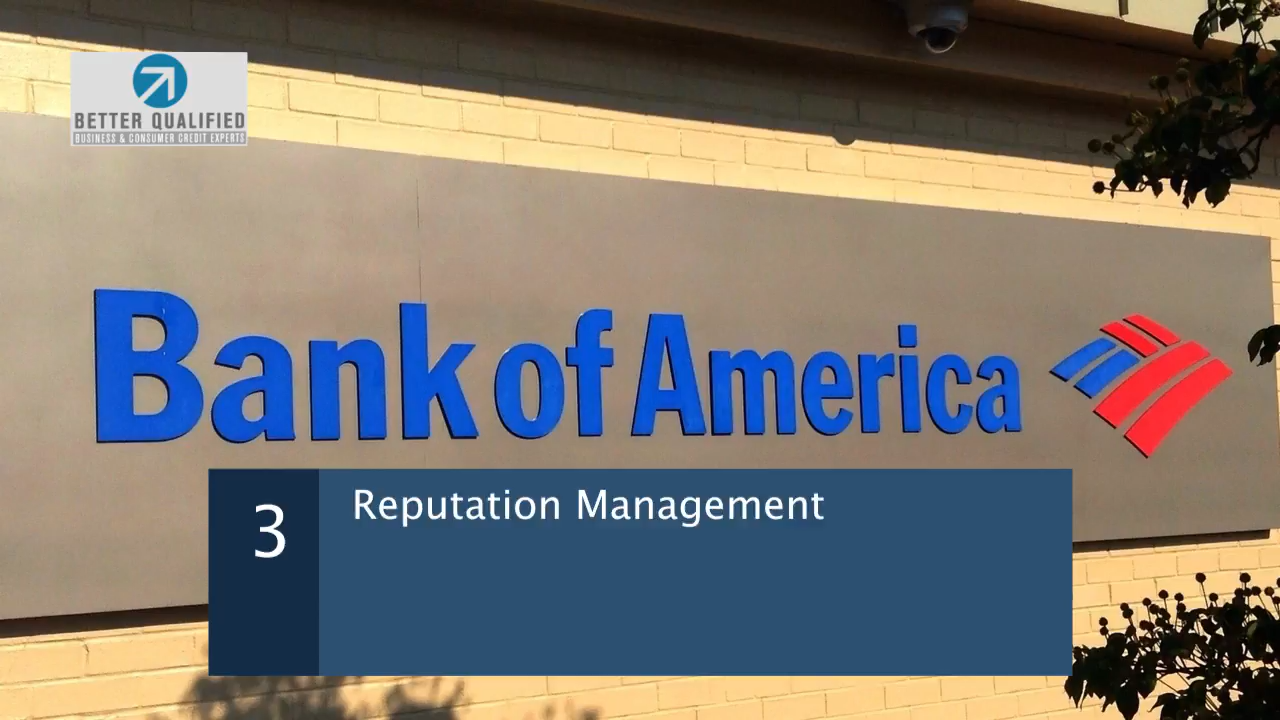 BETTER QUALIFIED
BUSINESS & CONSUMER CREDIT EXPERTS
Bank of America
3
Reputation Management